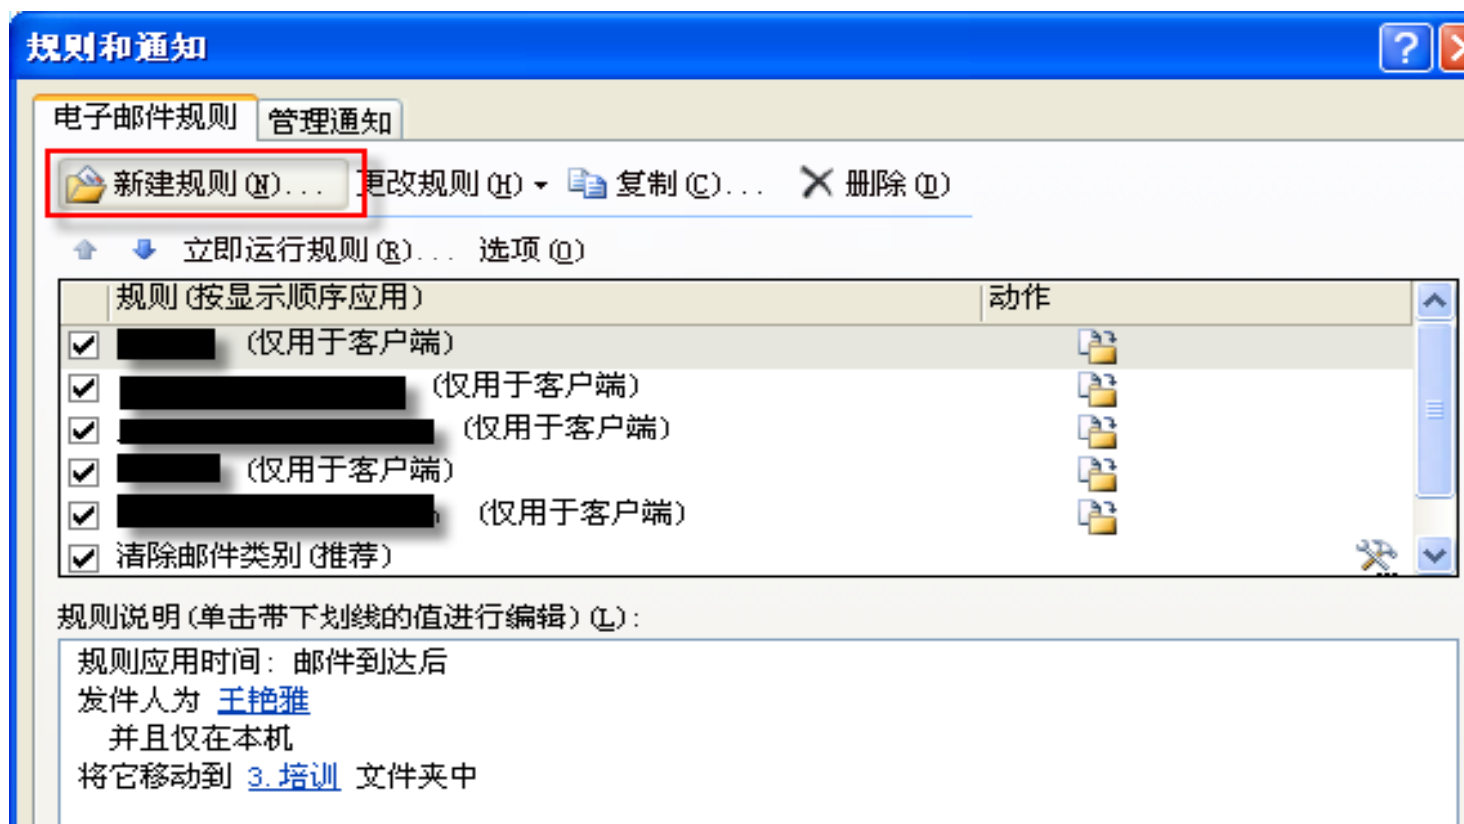 规则和通知
电子邮件规则 管理通知
新建规则(N)... 更改规则(H) 复制(C)... 删除(D)
立即运行规则(R)... 选项(O)
规则(按显示顺序应用) 动作
(仅用于客户端)
(仅用于客户端)
(仅用于客户端)
(仅用于客户端)
(仅用于客户端)
清除邮件类别(推荐)
规则说明(单击带下划线的值进行编辑)(L):
规则应用时间: 邮件到达后
发件人为 王艳雅
并且仅在本机
将它移动到 3.培训 文件夹中